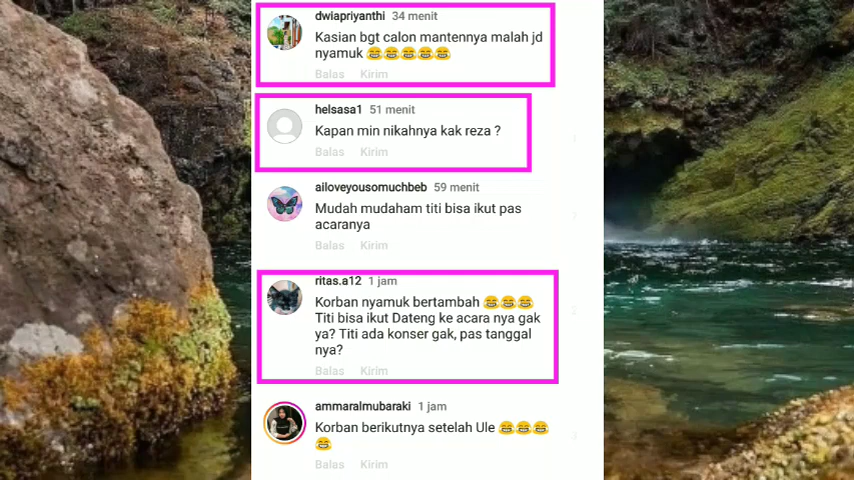 dwiapriyanthi 34 menit
Kasian bgt calon mantennya malah jd
nyamuk 😂😂😂😂😂
Balas Kirim
helsasa1 51 menit
Kapan min nikahnya kak reza ?
Balas Kirim
ailoveyousomuchbeb 59 menit
Mudah mudaham titi bisa ikut pas
acaranya
Balas Kirim
ritas.a12 1 jam
Korban nyamuk bertambah 😂😂😂
Titi bisa ikut Dateng ke acara nya gak
ya? Titi ada konser gak, pas tanggal
nya?
Balas Kirim
ammaralmubaraki 1 jam
Korban berikutnya setelah Ule 😂😂😂
😂
Balas Kirim